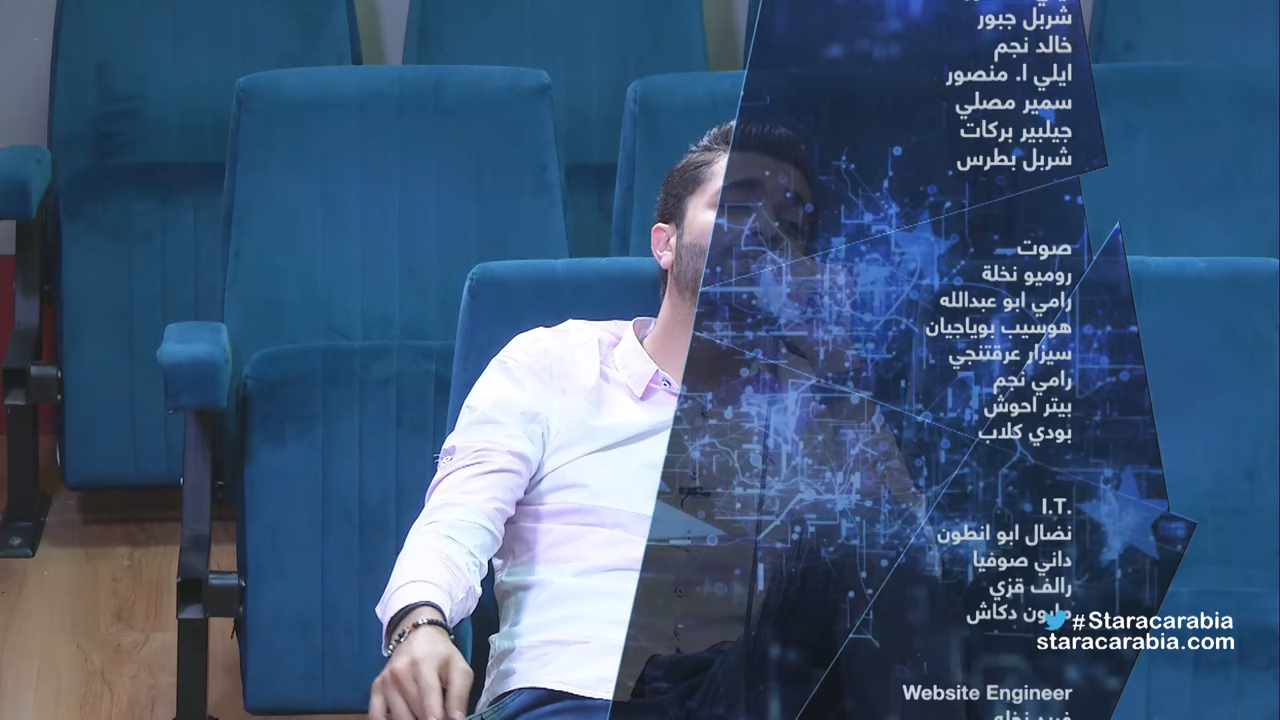 شربل جبور
خالد نجم
ايلي ا. منصور
سمير مصلي
جيلبير بركات
شربل بطرس
صوت
روميو نخلة
رامي ابو عبدالله
هوسيب بوياجيان
سيزار عرقتنجي
رامي نجم
بيتر احوش
بودي كلاب
I.T.
نضال ابو انطون
داني صوفيا
رالف قزي
دكاش
#Staracarabia
staracarabia.com
Website Engineer